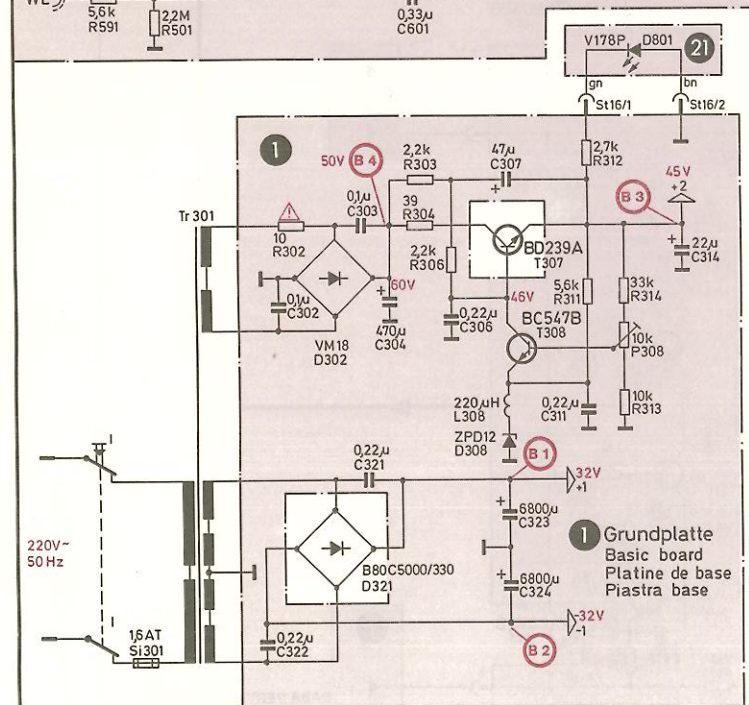 WL
5,6k
R591
2,2M
R501
0,33µ
C601
V178P D801
21
gn
bn
St16/1
St16/2
1
50V
B 4
2,2k
R303
47µ
C307
2,7k
R312
45V
+2
B 3
Tr 301
0,1µ
C303
39
R304
10
R302
2,2k
R306
BD239A
T307
22µ
C314
60V
46V
5,6k
R311
33k
R314
0,1µ
C302
470µ
C304
0,22µ
C306
BC547B
T308
10k
P308
VM18
D302
220µH
L308
0,22µ
C311
10k
R313
ZPD12
D308
I
0,22µ
C321
B 1
32V
+1
6800µ
C323
220V~
50 Hz
B80C5000/330
D321
1 Grundplatte
Basic board
Platine de base
Piastra base
6800µ
C324
I
1,6AT
Si301
0,22µ
C322
-32V
-1
B 2